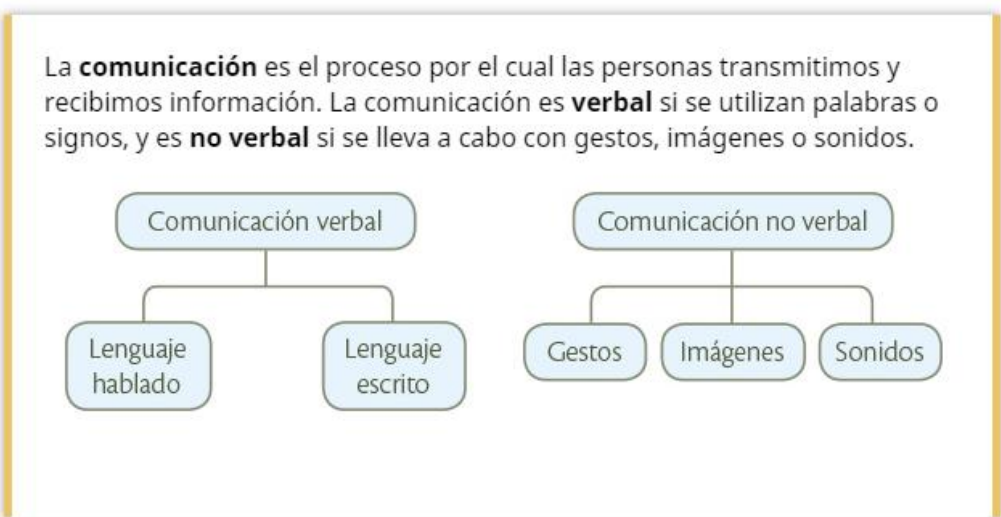 La comunicación es el proceso por el cual las personas transmitimos y
recibimos información. La comunicación es verbal si se utilizan palabras o
signos, y es no verbal si se lleva a cabo con gestos, imágenes o sonidos.
Comunicación verbal
Lenguaje
hablado
Lenguaje
escrito
Comunicación no verbal
Gestos
Imágenes
Sonidos